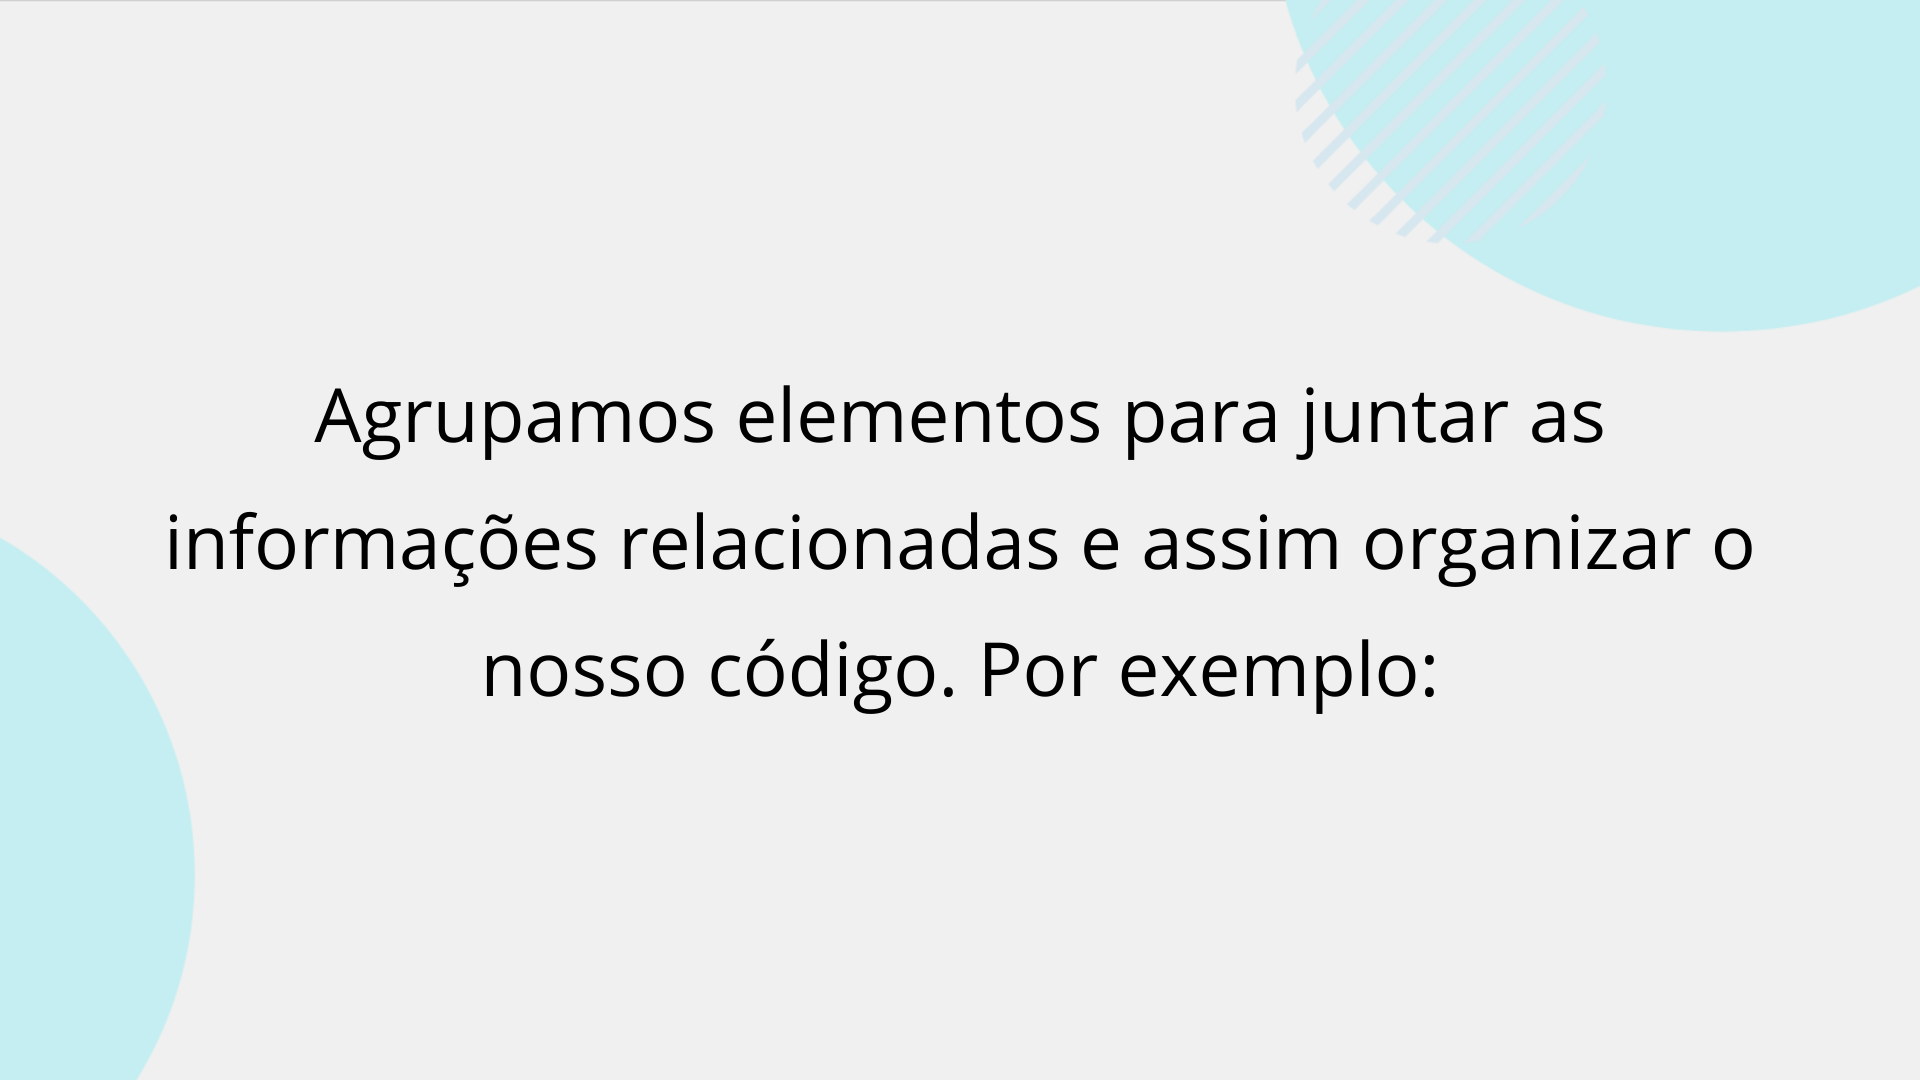 Agrupamos elementos para juntar as
informações relacionadas e assim organizar o
nosso código. Por exemplo: